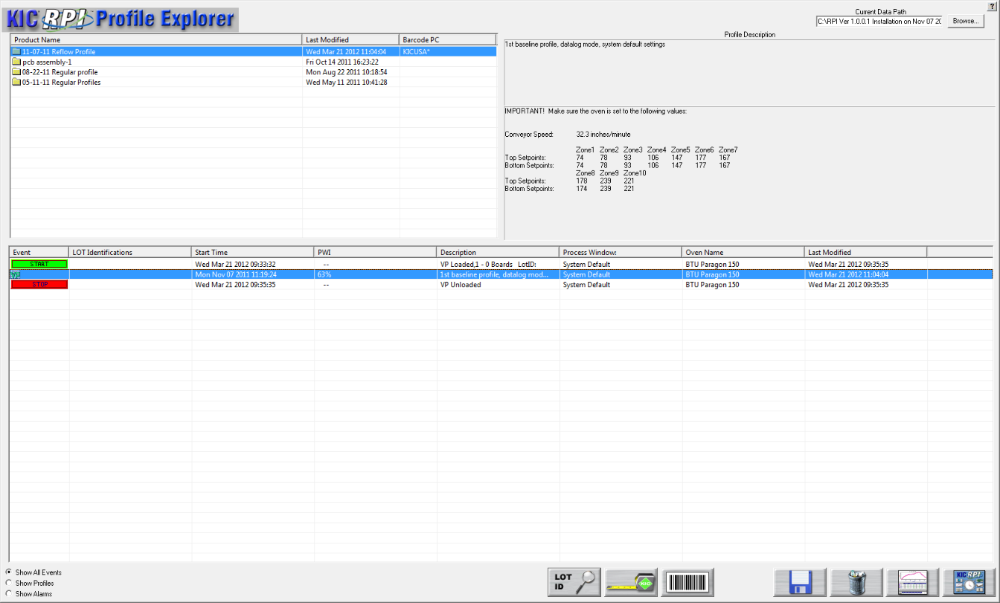 KIC RPI Profile Explorer
?
Current Data Path
C:\RPI Ver 1.0.0.1 Installation on Nov 07 20
Browse...
Product Name Last Modified Barcode PC
11-07-11 Reflow Profile Wed Mar 21 2012 11:04:04 KICUSA*
pcb assembly-1 Fri Oct 14 2011 16:23:22
08-22-11 Regular profile Mon Aug 22 2011 10:18:54
05-11-11 Regular Profiles Wed May 11 2011 10:41:28
Profile Description
1st baseline profile, datalog mode, system default settings
IMPORTANT! Make sure the oven is set to the following values:
Conveyor Speed: 32.3 inches/minute
Zone1 Zone2 Zone3 Zone4 Zone5 Zone6 Zone7
Top Setpoints: 74 78 93 106 147 177 167
Bottom Setpoints: 74 78 93 106 147 177 167
Zone8 Zone9 Zone10
Top Setpoints: 178 239 221
Bottom Setpoints: 174 239 221
Event LOT Identifications Start Time PWI Description Process Window: Oven Name Last Modified
START Wed Mar 21 2012 09:33:32 -- VP Loaded,1 - 0 Boards LotID: System Default BTU Paragon 150 Wed Mar 21 2012 09:35:35
Mon Nov 07 2011 11:19:24 63% 1st baseline profile, datalog mod... System Default BTU Paragon 150 Wed Mar 21 2012 11:04:04
STOP Wed Mar 21 2012 09:35:35 -- VP Unloaded System Default BTU Paragon 150 Wed Mar 21 2012 09:35:35
Show All Events
Show Profiles
Show Alarms
LOT
ID
KIC
KIC RPI